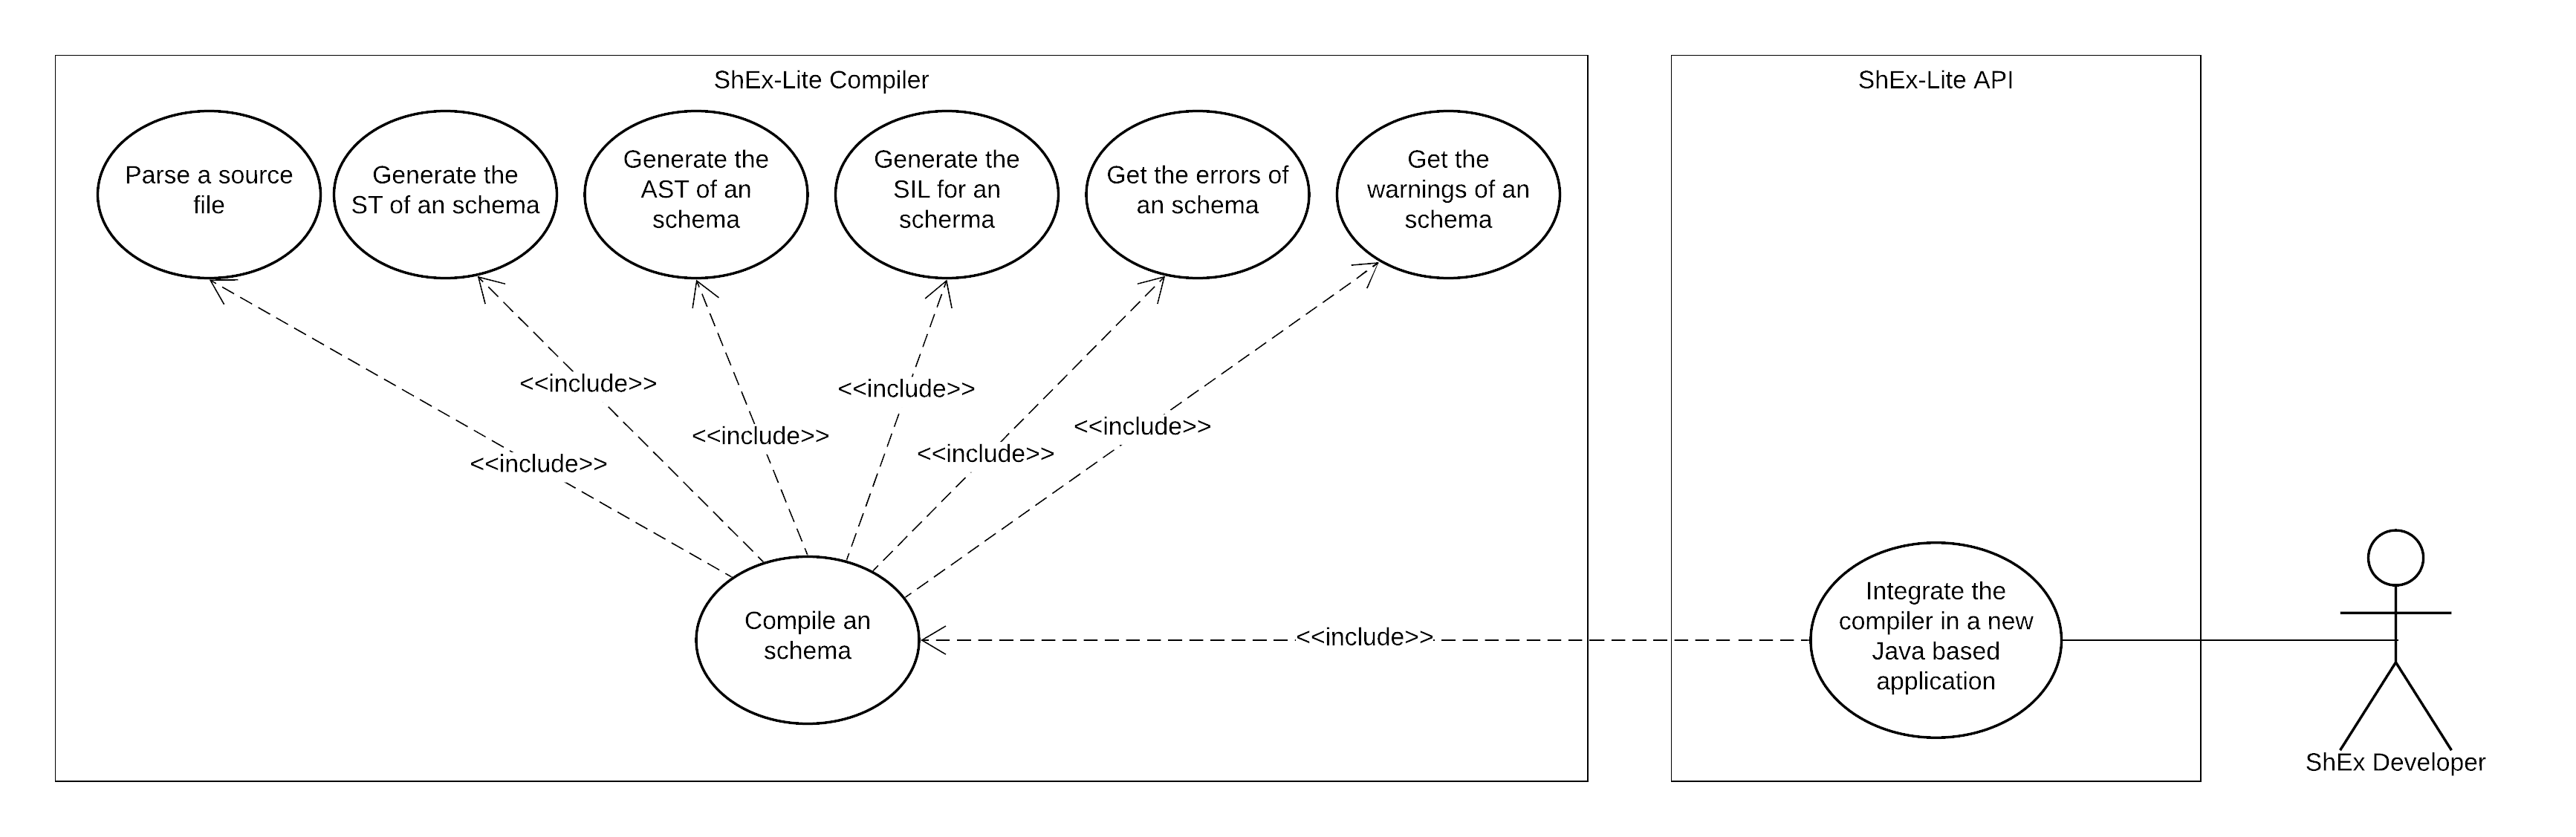 ShEx-Lite Compiler
ShEx-Lite API
Parse a source
file
Generate the
ST of an schema
Generate the
AST of an
schema
Generate the
SIL for an
scherma
Get the errors of
an schema
Get the
warnings of an
schema
<<include>>
<<include>>
<<include>>
<<include>>
<<include>>
<<include>>
Compile an
schema
<<include>>
Integrate the
compiler in a new
Java based
application
ShEx Developer